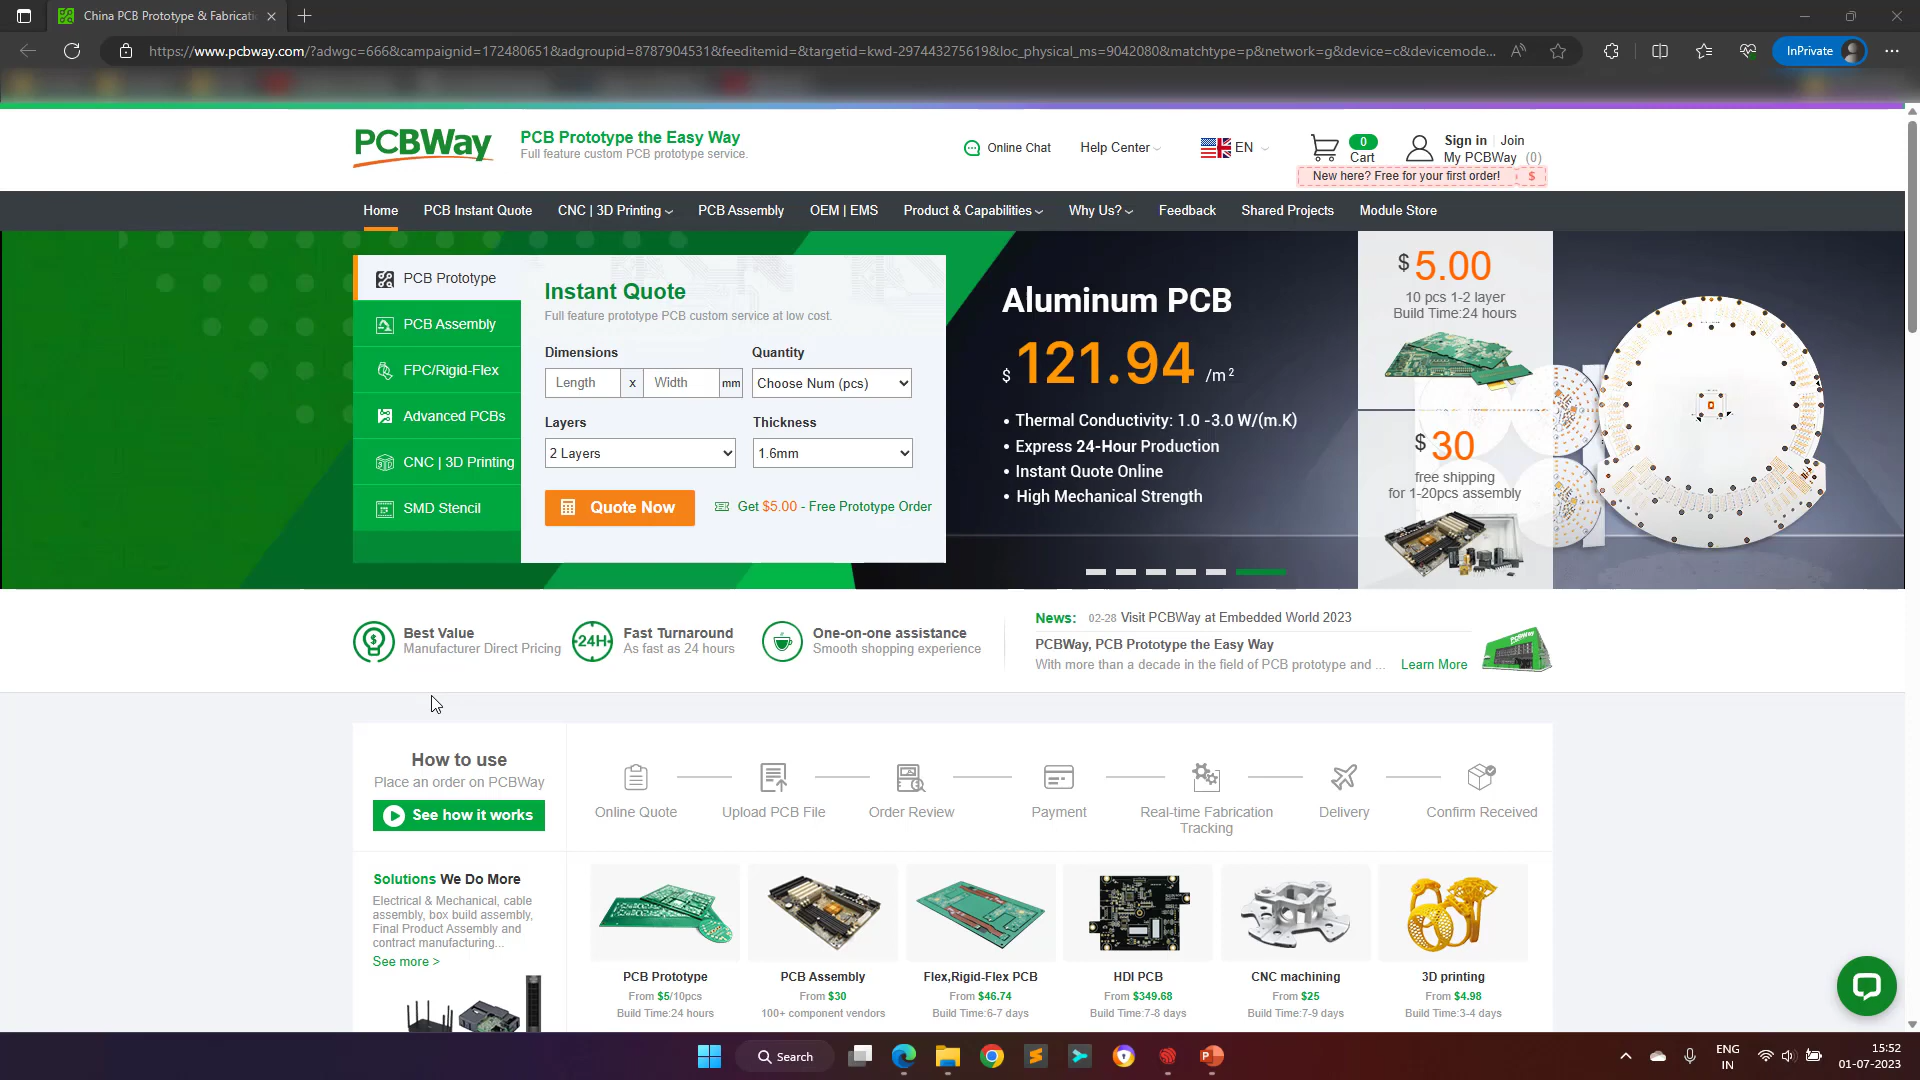 China PCB Prototype & Fabricati
https://www.pcbway.com/?adwgc=666&campaignid=172480651&adgroupid=8787904531&feeditemid=&targetid=kwd-297443275619&loc_physical_ms=9042080&matchtype=p&network=g&device=c&devicemode...
InPrivate
PCBWay
PCB Prototype the Easy Way
Full feature custom PCB prototype service.
Online Chat
Help Center
EN
0
Cart
Sign in | Join
My PCBWay (0)
New here? Free for your first order! $
Home
PCB Instant Quote
CNC | 3D Printing
PCB Assembly
OEM | EMS
Product & Capabilities
Why Us?
Feedback
Shared Projects
Module Store
PCB Prototype
PCB Assembly
FPC/Rigid-Flex
Advanced PCBs
CNC | 3D Printing
SMD Stencil
Instant Quote
Full feature prototype PCB custom service at low cost.
Dimensions
Quantity
Length x Width mm
Choose Num (pcs)
Layers
Thickness
2 Layers
1.6mm
Quote Now
Get $5.00 - Free Prototype Order
Aluminum PCB
$ 121.94 /m²
• Thermal Conductivity: 1.0 -3.0 W/(m.K)
• Express 24-Hour Production
• Instant Quote Online
• High Mechanical Strength
$ 5.00
10 pcs 1-2 layer
Build Time:24 hours
$ 30
free shipping
for 1-20pcs assembly
Best Value
Manufacturer Direct Pricing
24H
Fast Turnaround
As fast as 24 hours
One-on-one assistance
Smooth shopping experience
News: 02-28 Visit PCBWay at Embedded World 2023
PCBWay, PCB Prototype the Easy Way
With more than a decade in the field of PCB prototype and ... Learn More
PCBWay
How to use
Place an order on PCBWay
See how it works
Online Quote
Upload PCB File
Order Review
Payment
Real-time Fabrication
Tracking
Delivery
Confirm Received
Solutions We Do More
Electrical & Mechanical, cable
assembly, box build assembly,
Final Product Assembly and
contract manufacturing...
See more >
PCB Prototype
From $5/10pcs
Build Time:24 hours
PCB Assembly
From $30
100+ component vendors
Flex,Rigid-Flex PCB
From $46.74
Build Time:6-7 days
HDI PCB
From $349.68
Build Time:7-8 days
CNC machining
From $25
Build Time:7-9 days
3D printing
From $4.98
Build Time:3-4 days
Search
ENG
IN
15:52
01-07-2023